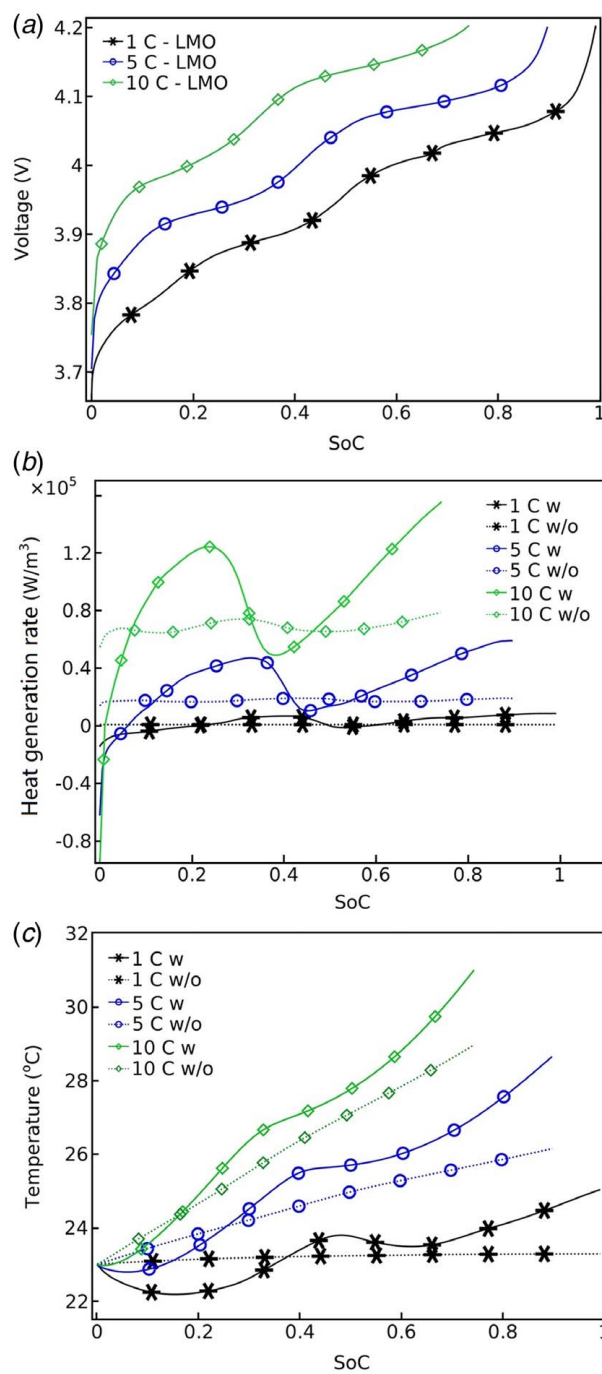 (a)
4.2
1 C - LMO
5 C - LMO
10 C - LMO
4.1
4
3.9
3.8
3.7
Voltage (V)
0 0.2 0.4 0.6 0.8 1
SoC
(b)
×10⁵
1 C w
1 C w/o
5 C w
5 C w/o
10 C w
10 C w/o
1.2
0.8
0.4
0
-0.4
-0.8
Heat generation rate (W/m³)
0 0.2 0.4 0.6 0.8 1
SoC
(c)
32
1 C w
1 C w/o
5 C w
5 C w/o
10 C w
10 C w/o
30
28
26
24
22
Temperature (°C)
0 0.2 0.4 0.6 0.8 1
SoC